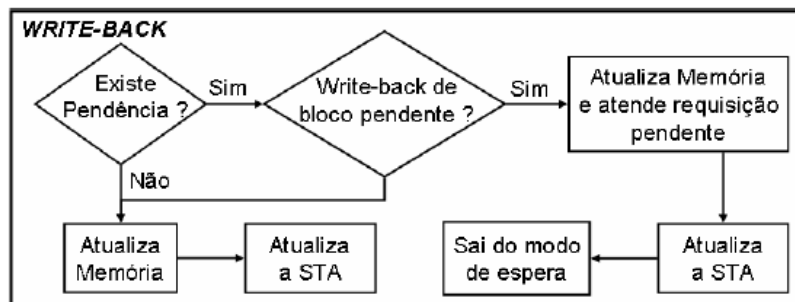 WRITE-BACK
Existe
Pendência ?
Sim
Write-back de
bloco pendente ?
Sim
Atualiza Memória
e atende requisição
pendente
Não
Atualiza
Memória
Atualiza
a STA
Sai do modo
de espera
Atualiza
a STA